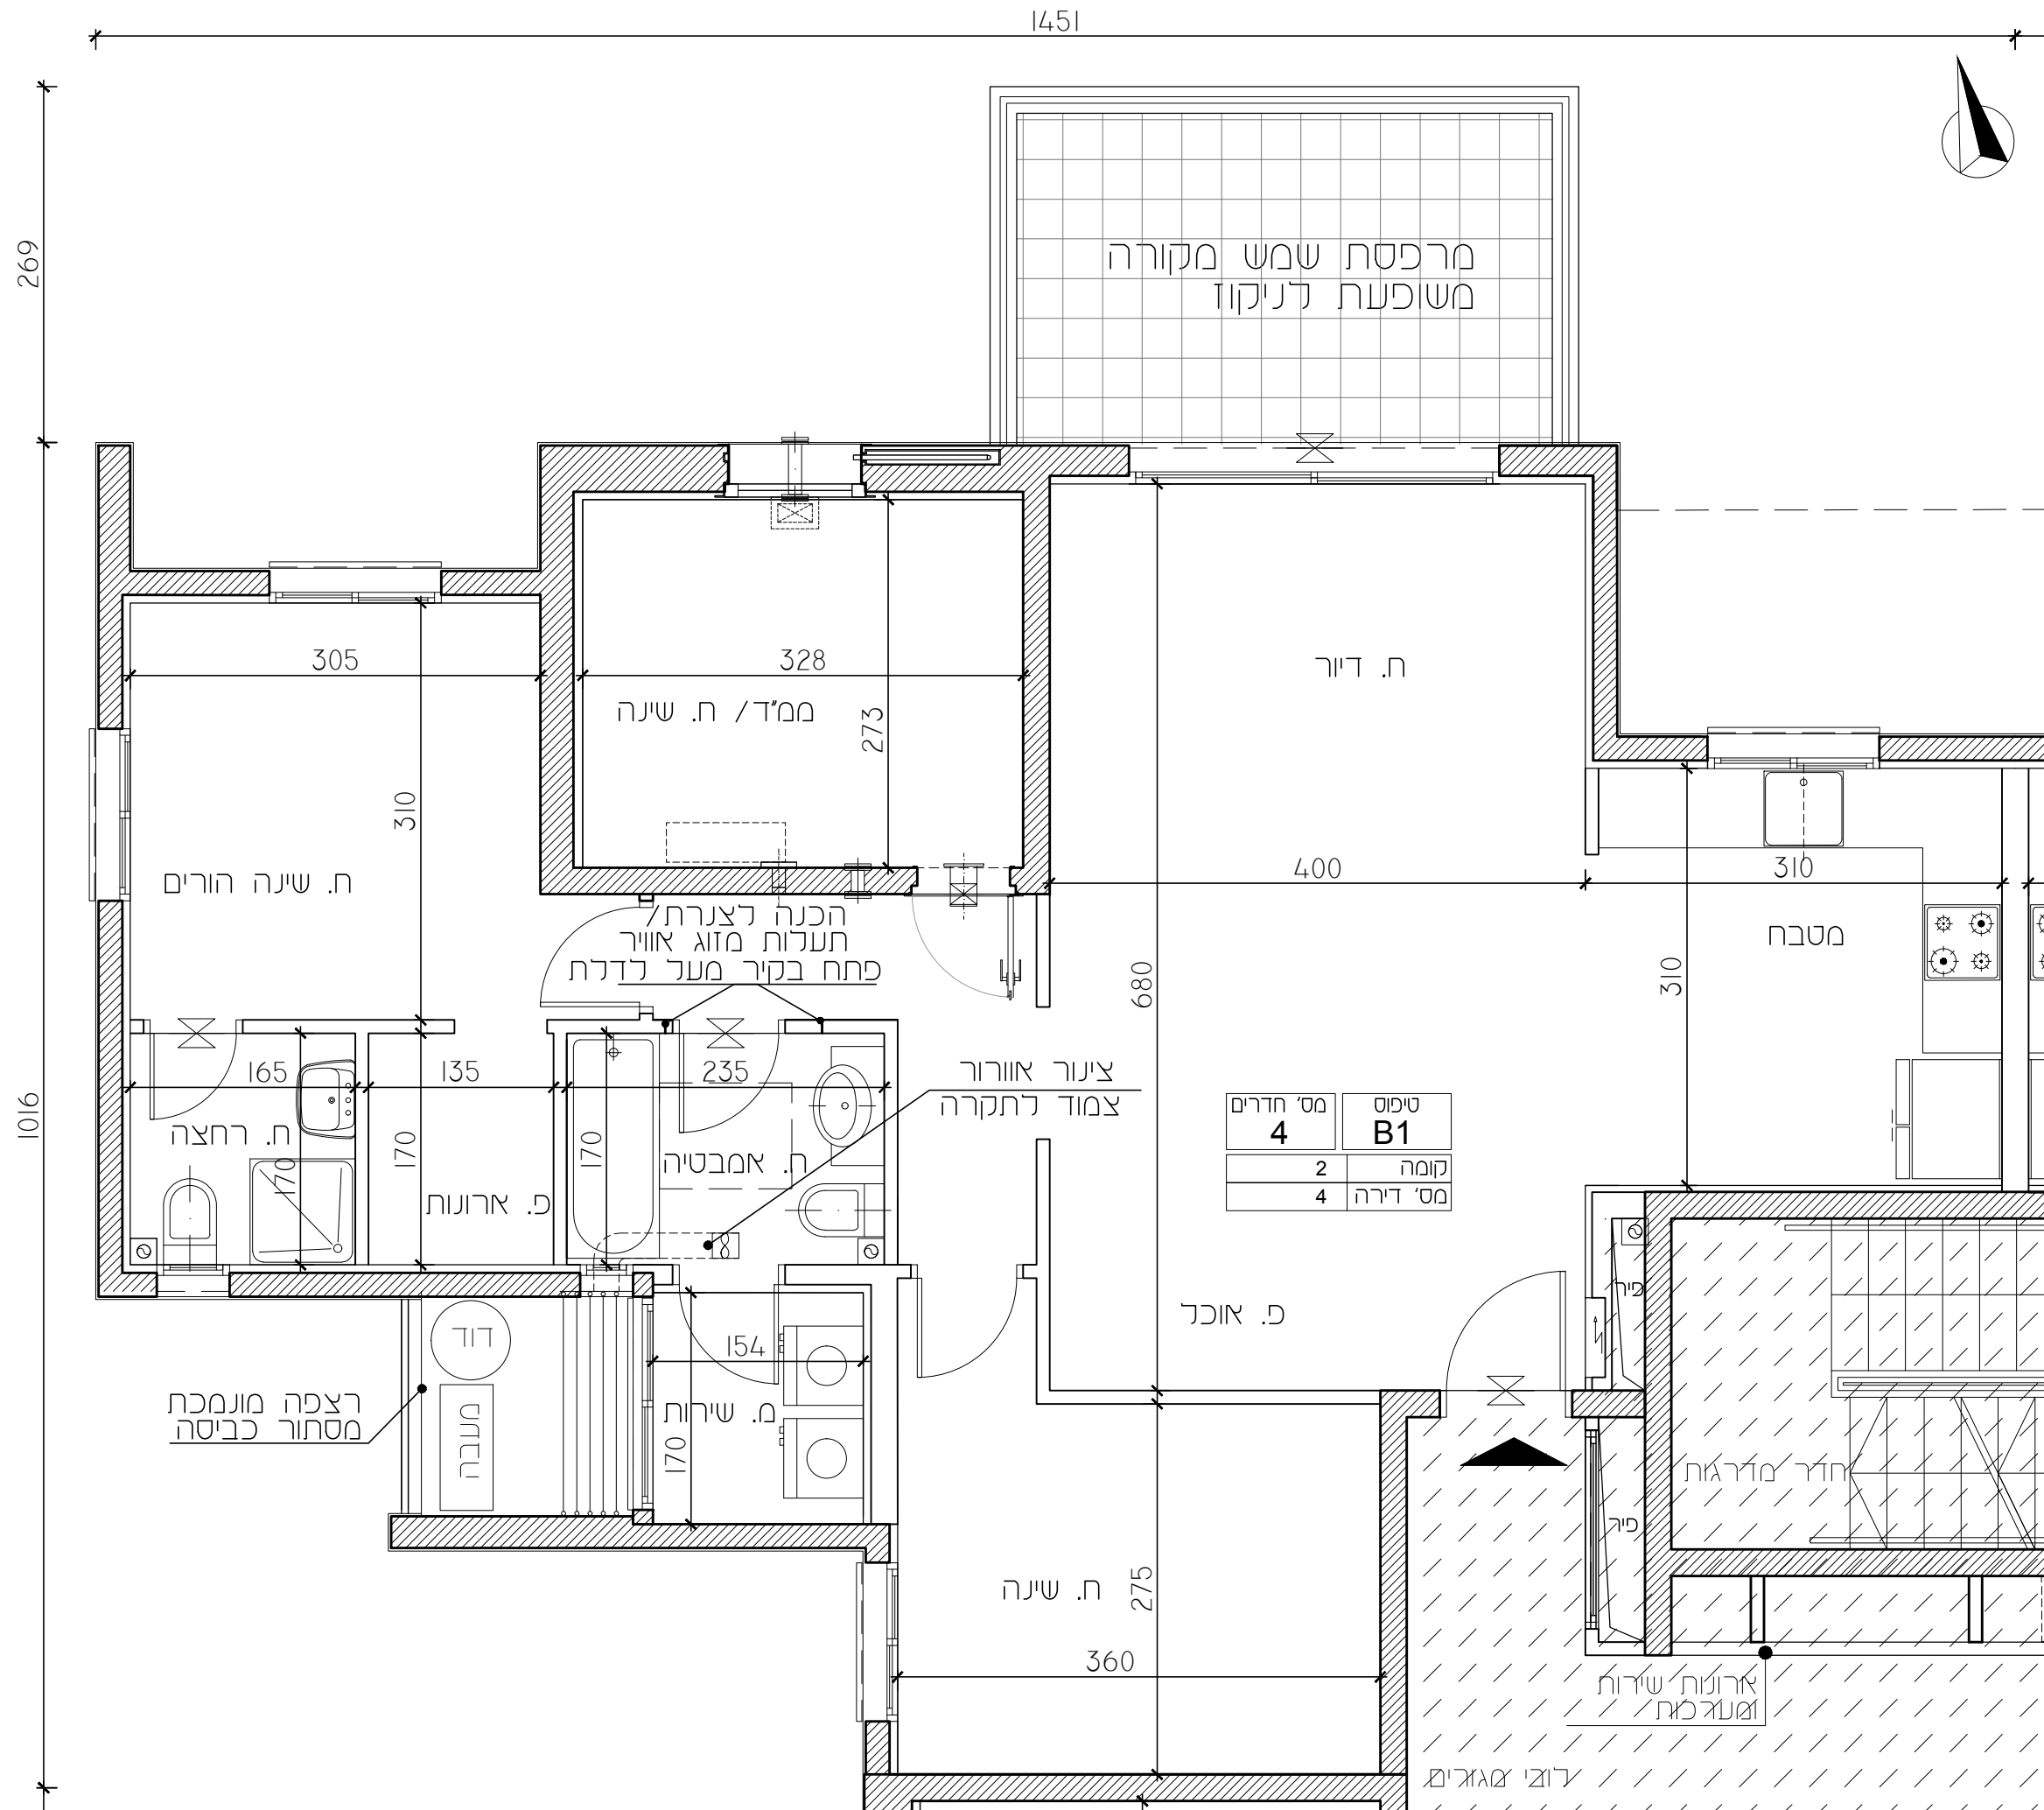 1451
269
מרפסת שמש מקורה
משופעת לניקוז
305
328
ממ"ד/ ח. שינה
273
ח. דיור
310
ח. שינה הורים
400
310
מטבח
הכנה לצנרת/
תעלות מזוג אוויר
פתח בקיר מעל לדלת
680
310
1016
165
135
235
צינור אוורור
צמוד לתקרה
טיפוס
B1
מס' חדרים
4
קומה
2
מס' דירה
4
ח. רחצה
170
170
170
ח. אמבטיה
פ. ארונות
פיר
פ. אוכל
דוד
154
רצפה מונמכת
מסתור כביסה
מעבה
מ. שירות
170
חדר מדרגות
פיר
ח. שינה
275
360
ארונות שירות
ומערכות
לובי מגורים